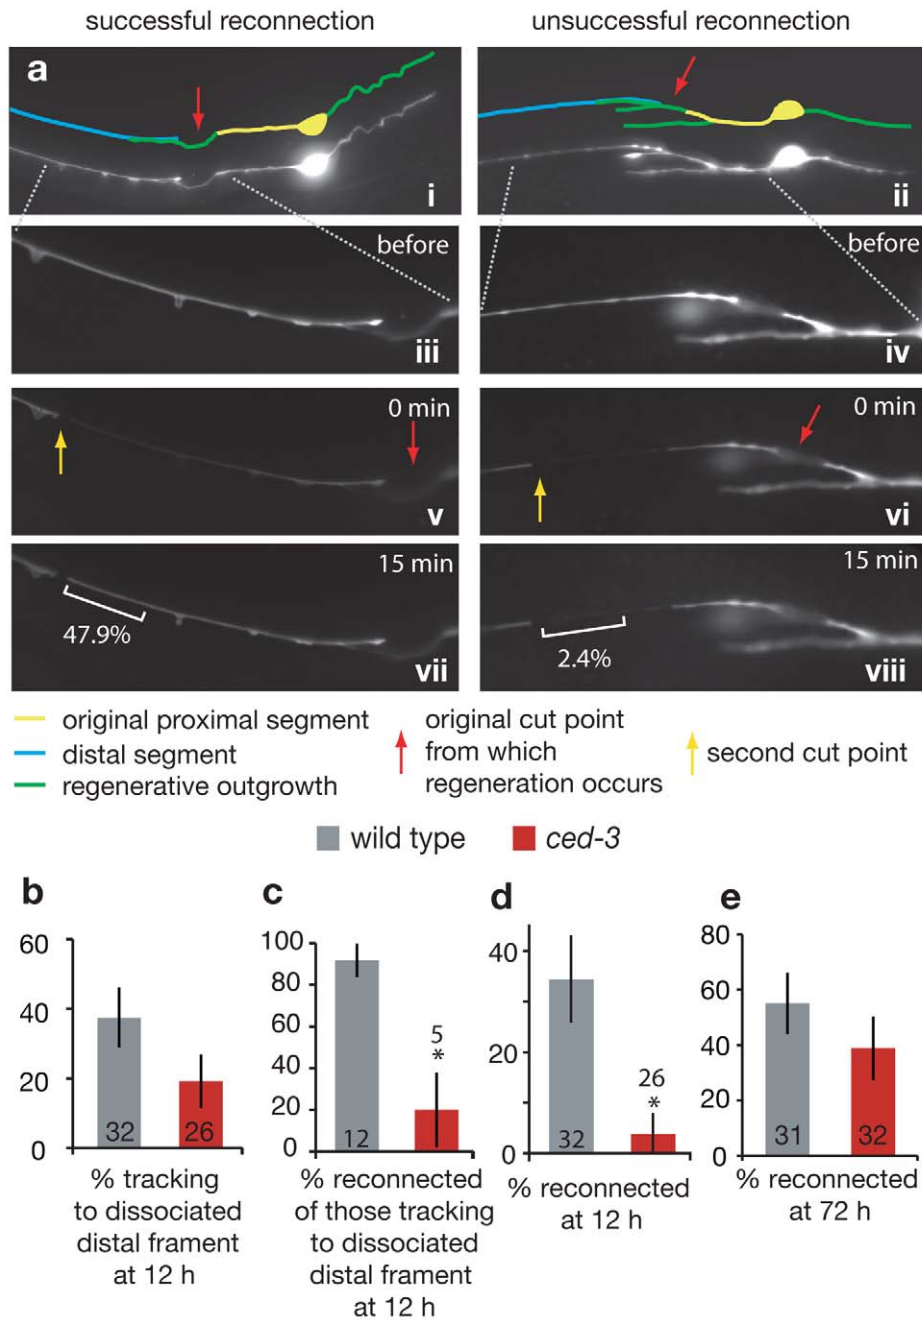 successful reconnection
unsuccessful reconnection
a
i
ii
before
before
iii
iv
0 min
0 min
v
vi
15 min
15 min
47.9%
2.4%
vii
viii
original proximal segment
distal segment
regenerative outgrowth
original cut point
from which
regeneration occurs
second cut point
wild type
ced-3
b
60
40
20
0
32
26
% tracking
to dissociated
distal frament
at 12 h
c
100
80
60
40
20
0
5
*
12
% reconnected
of those tracking
to dissociated
distal frament
at 12 h
d
40
20
0
26
*
32
% reconnected
at 12 h
e
80
60
40
20
0
31
32
% reconnected
at 72 h